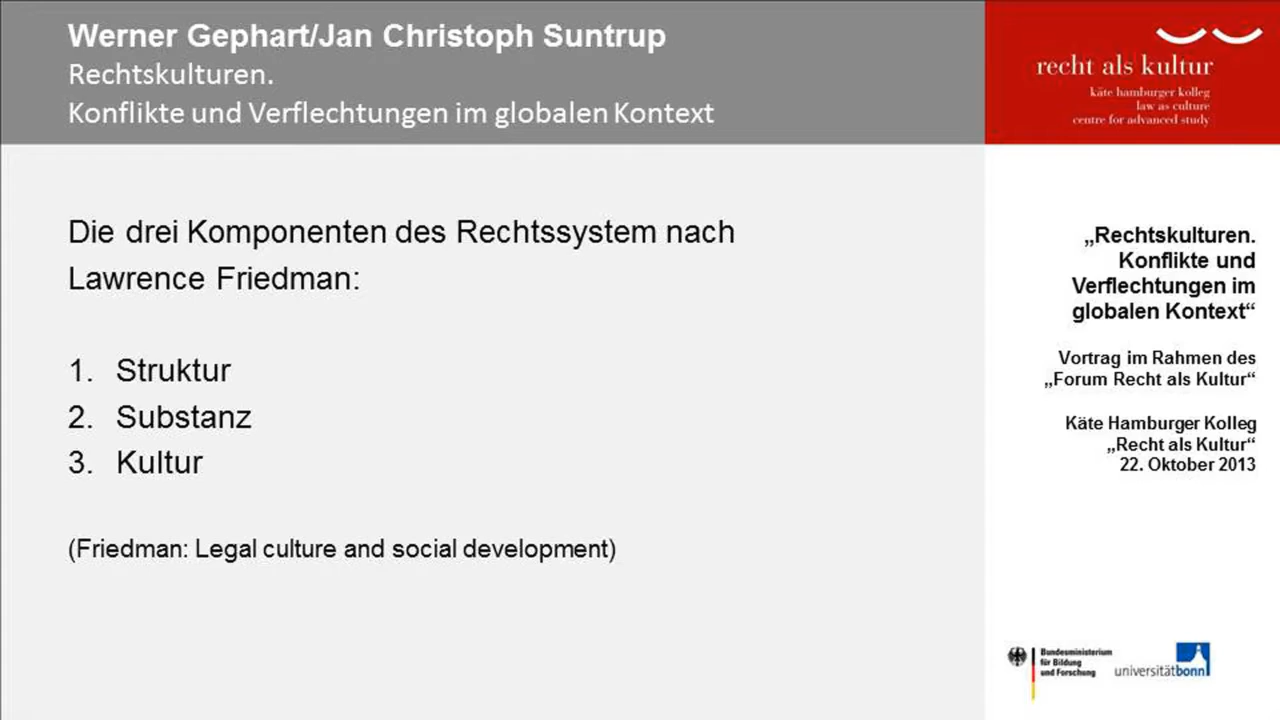 Werner Gephart/Jan Christoph Suntrup
Rechtskulturen.
Konflikte und Verflechtungen im globalen Kontext
recht als kultur
käte hamburger kolleg
law as culture
centre for advanced study
Die drei Komponenten des Rechtssystem nach
Lawrence Friedman:
1. Struktur
2. Substanz
3. Kultur
(Friedman: Legal culture and social development)
„Rechtskulturen.
Konflikte und
Verflechtungen im
globalen Kontext“
Vortrag im Rahmen des
„Forum Recht als Kultur“
Käte Hamburger Kolleg
„Recht als Kultur“
22. Oktober 2013
Bundesministerium
für Bildung
und Forschung
universitätbonn